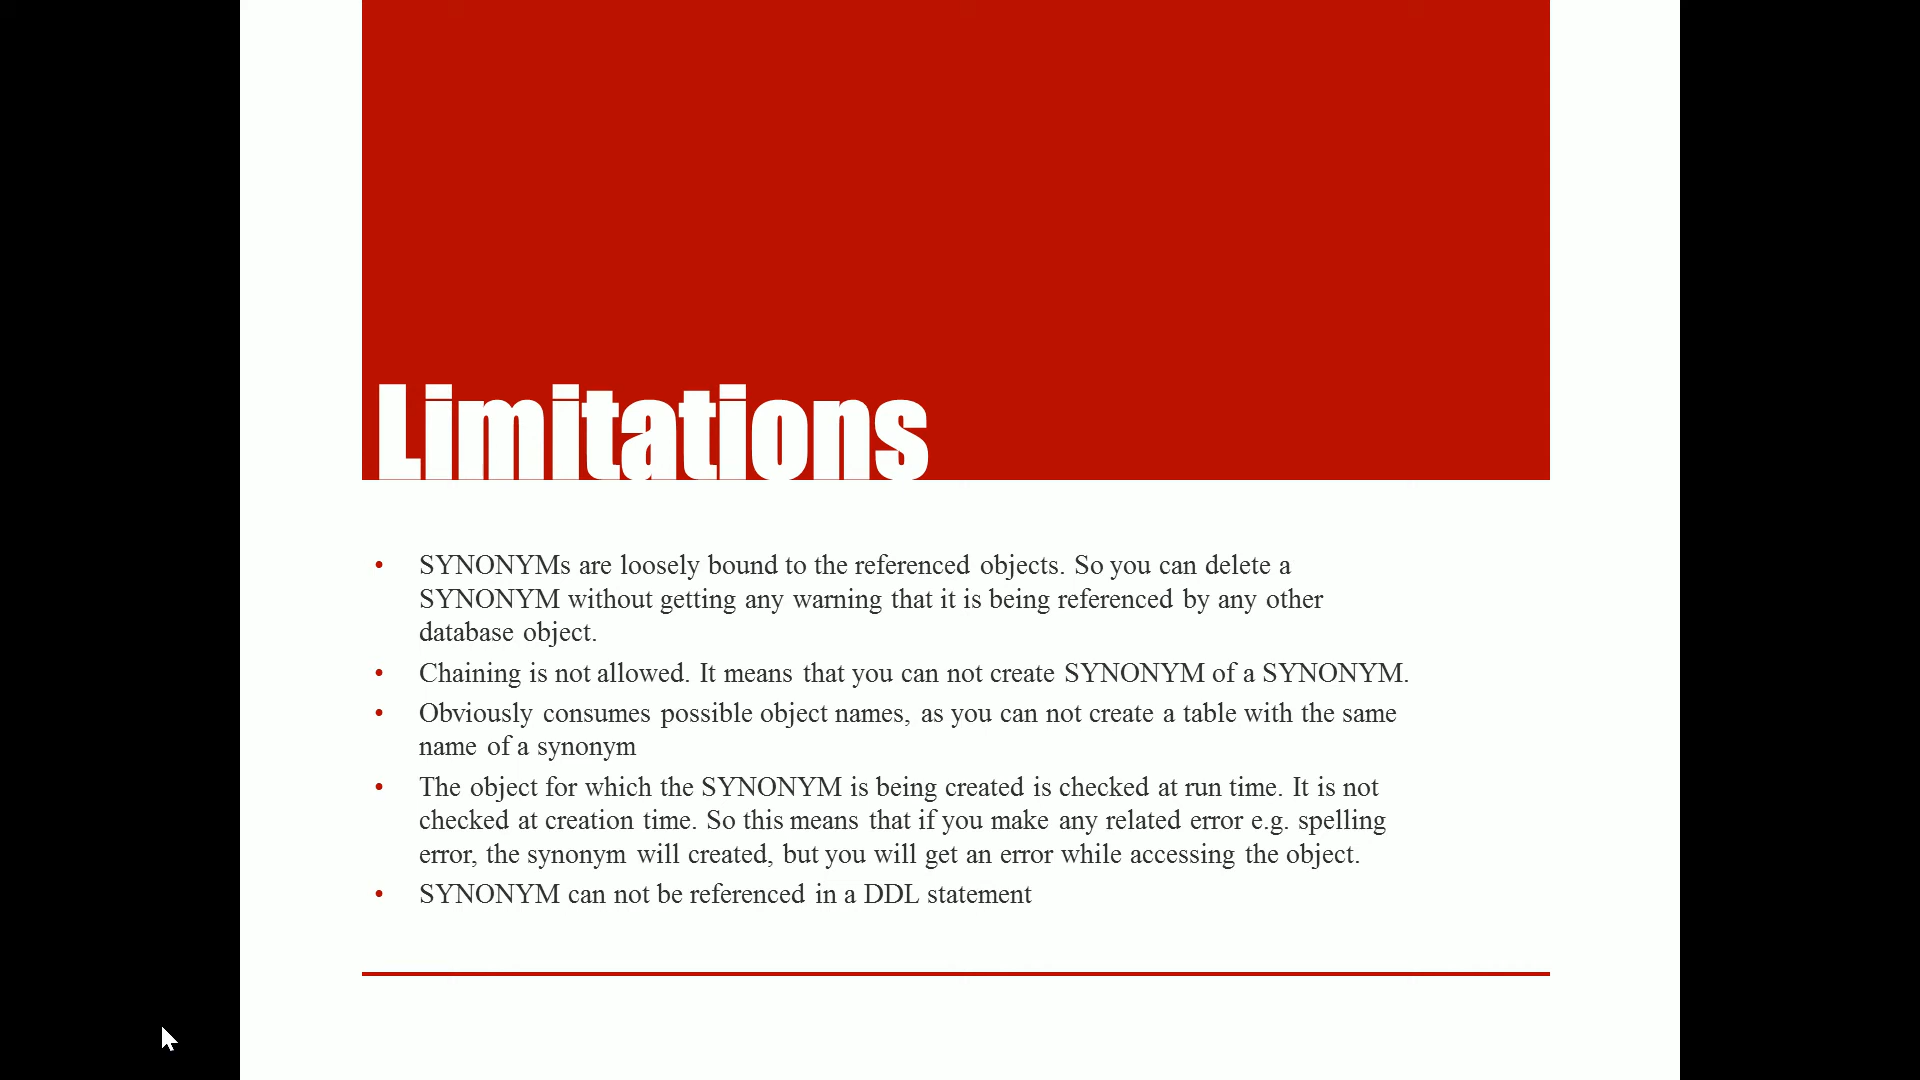 Limitations
• SYNONYMs are loosely bound to the referenced objects. So you can delete a
SYNONYM without getting any warning that it is being referenced by any other
database object.
• Chaining is not allowed. It means that you can not create SYNONYM of a SYNONYM.
• Obviously consumes possible object names, as you can not create a table with the same
name of a synonym
• The object for which the SYNONYM is being created is checked at run time. It is not
checked at creation time. So this means that if you make any related error e.g. spelling
error, the synonym will created, but you will get an error while accessing the object.
• SYNONYM can not be referenced in a DDL statement